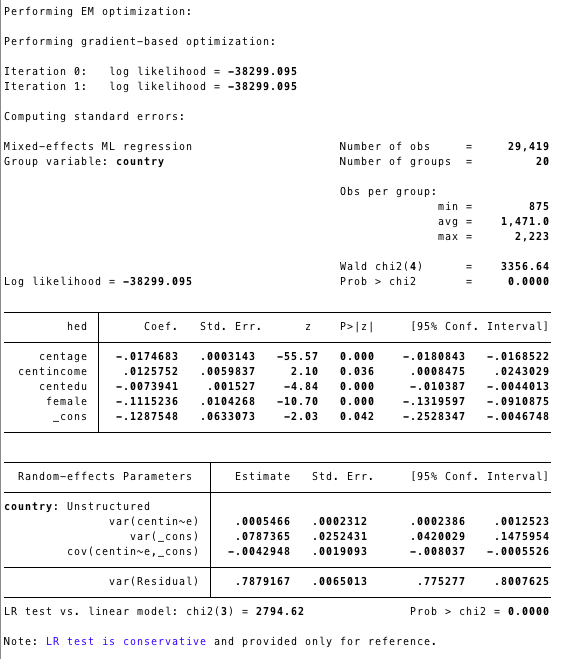 Performing EM optimization:
Performing gradient-based optimization:
Iteration 0:   log likelihood = -38299.095
Iteration 1:   log likelihood = -38299.095
Computing standard errors:
Mixed-effects ML regression                     Number of obs     =     29,419
Group variable: country                         Number of groups  =         20
Obs per group:
min =        875
avg =    1,471.0
max =      2,223
Wald chi2(4)      =    3356.64
Log likelihood = -38299.095                     Prob > chi2       =     0.0000
hed        Coef.   Std. Err.      z    P>|z|     [95% Conf. Interval]
centage    -.0174683   .0003143   -55.57   0.000    -.0180843   -.0168522
centincome     .0125752   .0059837     2.10   0.036     .0008475    .0243029
centedu    -.0073941    .001527    -4.84   0.000     -.010387   -.0044013
female    -.1115236   .0104268   -10.70   0.000    -.1319597   -.0910875
_cons    -.1287548   .0633073    -2.03   0.042    -.2528347   -.0046748
Random-effects Parameters     Estimate   Std. Err.     [95% Conf. Interval]
country: Unstructured
var(centin~e)     .0005466   .0002312      .0002386    .0012523
var(_cons)     .0787365   .0252431      .0420029    .1475954
cov(centin~e,_cons)    -.0042948   .0019093      -.008037   -.0005526
var(Residual)     .7879167   .0065013       .775277    .8007625
LR test vs. linear model: chi2(3) = 2794.62               Prob > chi2 = 0.0000
Note: LR test is conservative and provided only for reference.